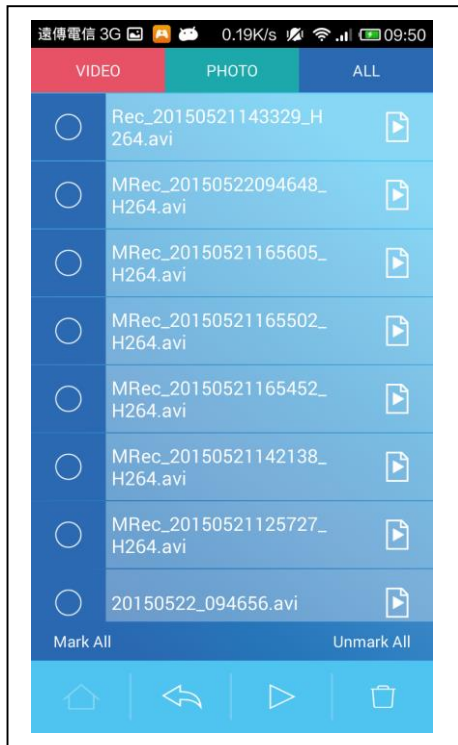 遠傳電信 3G 0.19K/s 09:50
VIDEO PHOTO ALL
Rec_20150521143329_H
264.avi
MRec_20150522094648_
H264.avi
MRec_20150521165605_
H264.avi
MRec_20150521165502_
H264.avi
MRec_20150521165452_
H264.avi
MRec_20150521142138_
H264.avi
MRec_20150521125727_
H264.avi
20150522_094656.avi
Mark All Unmark All